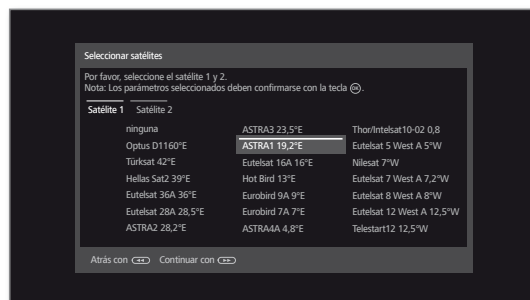 Seleccionar satélites
Por favor, seleccione el satélite 1 y 2.
Nota: Los parámetros seleccionados deben confirmarse con la tecla OK.
Satélite 1 Satélite 2
ninguna ASTRA3 23,5°E Thor/Intelsat10-02 0,8
Optus D1160°E ASTRA1 19,2°E Eutelsat 5 West A 5°W
Türksat 42°E Eutelsat 16A 16°E Nilesat 7°W
Hellas Sat2 39°E Hot Bird 13°E Eutelsat 7 West A 7,2°W
Eutelsat 36A 36°E Eurobird 9A 9°E Eutelsat 8 West A 8°W
Eutelsat 28A 28,5°E Eurobird 7A 7°E Eutelsat 12 West A 12,5°W
ASTRA2 28,2°E ASTRA4A 4,8°E Telestart12 12,5°W
Atrás con Continuar con